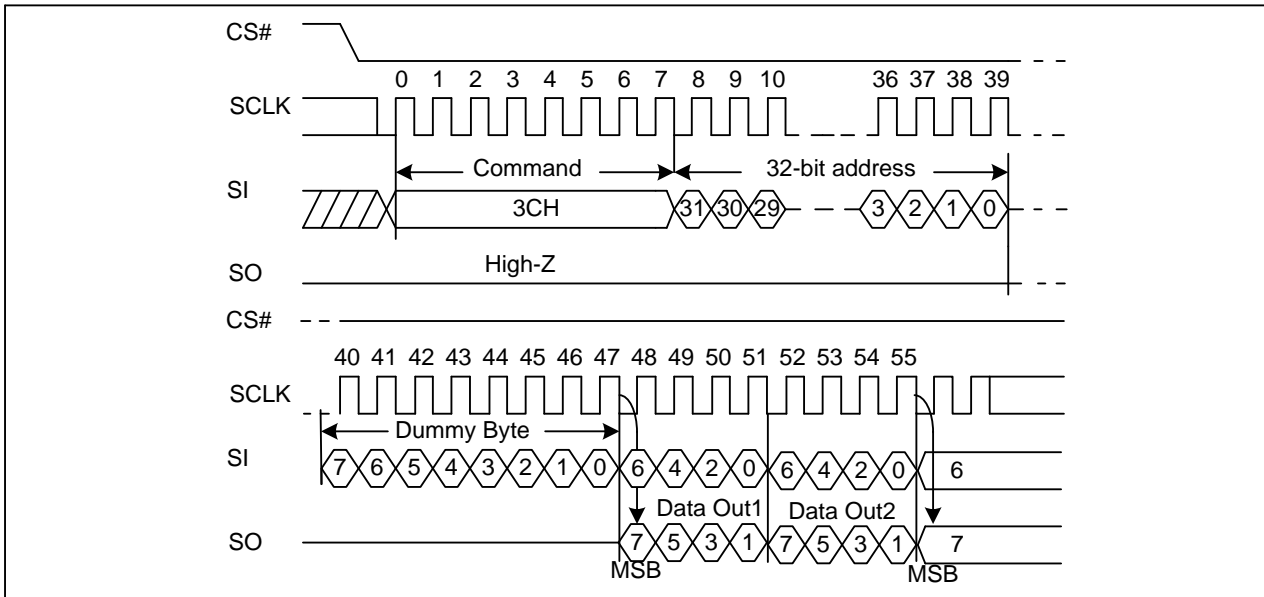 CS#
0 1 2 3 4 5 6 7 8 9 10 36 37 38 39
SCLK
Command 32-bit address
SI
3CH 31 30 29 3 2 1 0
High-Z
SO
CS#
40 41 42 43 44 45 46 47 48 49 50 51 52 53 54 55
SCLK
Dummy Byte
SI 7 6 5 4 3 2 1 0 6 4 2 0 6 4 2 0 6
Data Out1 Data Out2
SO 7 5 3 1 7 5 3 1 7
MSB MSB